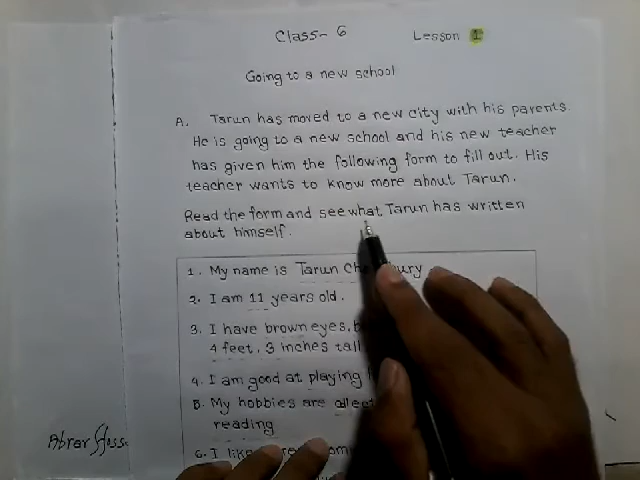 Class- 6 Lesson 1
Going to a new school
A. Tarun has moved to a new city with his parents.
He is going to a new school and his new teacher
has given him the following form to fill out. His
teacher wants to know more about Tarun.
Read the form and see what Tarun has written
about himself.
1. My name is Tarun
2. I am 11 years old.
3. I have brown eyes,
4 feet, 3 inches tall
4. I am good at playing
5. My hobbies are
reading
6. I like
Abrar